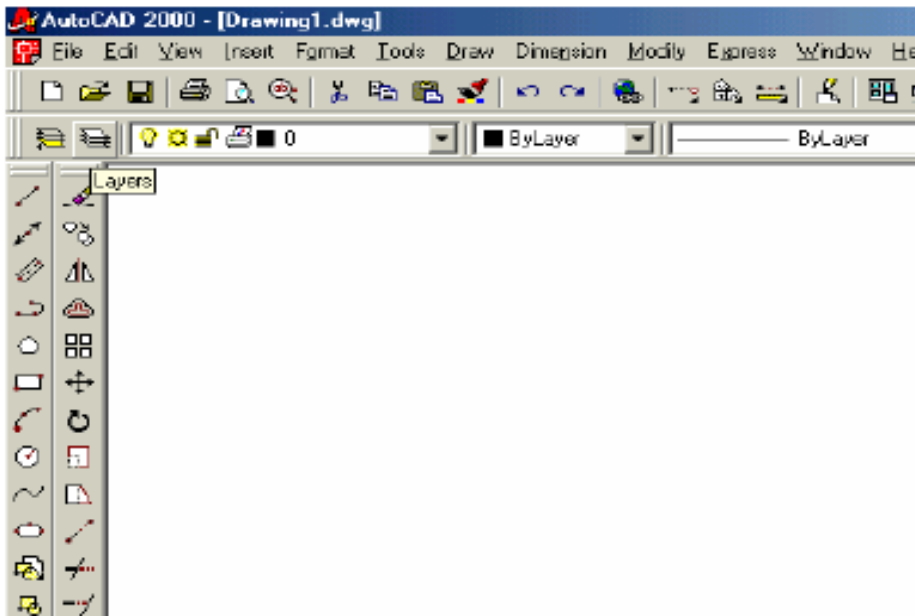 AutoCAD 2000 - [Drawing1.dwg]
File Edit View Insert Format Tools Draw Dimension Modify Express Window He
0 ByLayer ByLayer
Layers